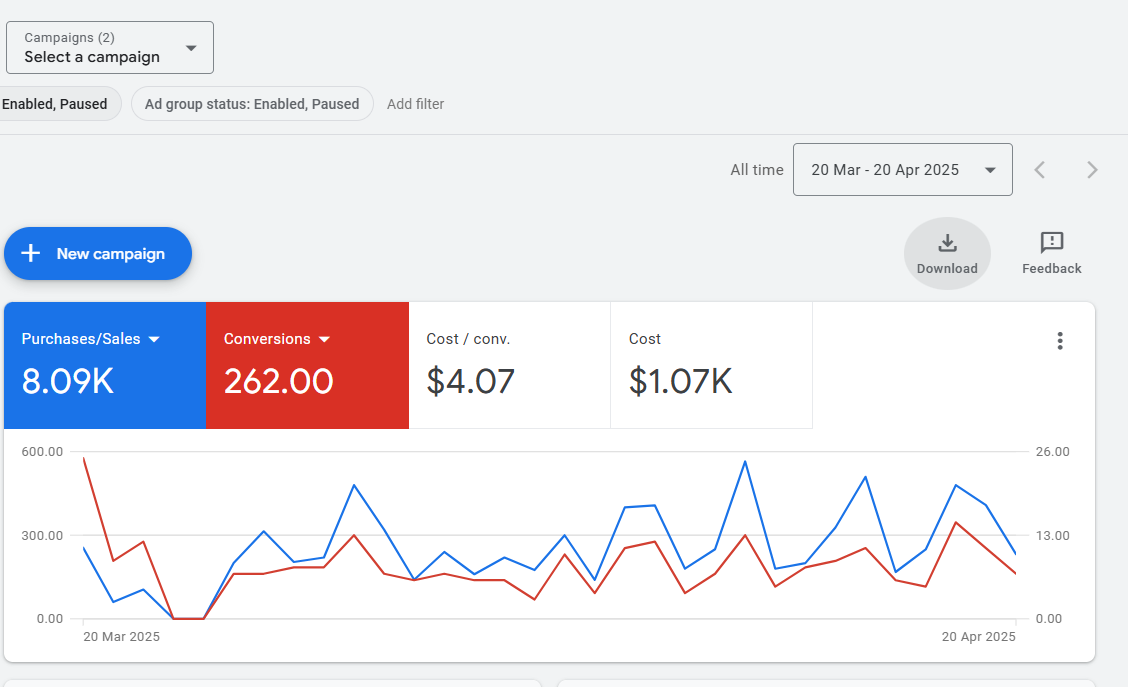 Campaigns (2)
Select a campaign
Enabled, Paused
Ad group status: Enabled, Paused
Add filter
All time
20 Mar - 20 Apr 2025
New campaign
Download
Feedback
Purchases/Sales
8.09K
Conversions
262.00
Cost / conv.
$4.07
Cost
$1.07K
600.00
26.00
300.00
13.00
0.00
0.00
20 Mar 2025
20 Apr 2025